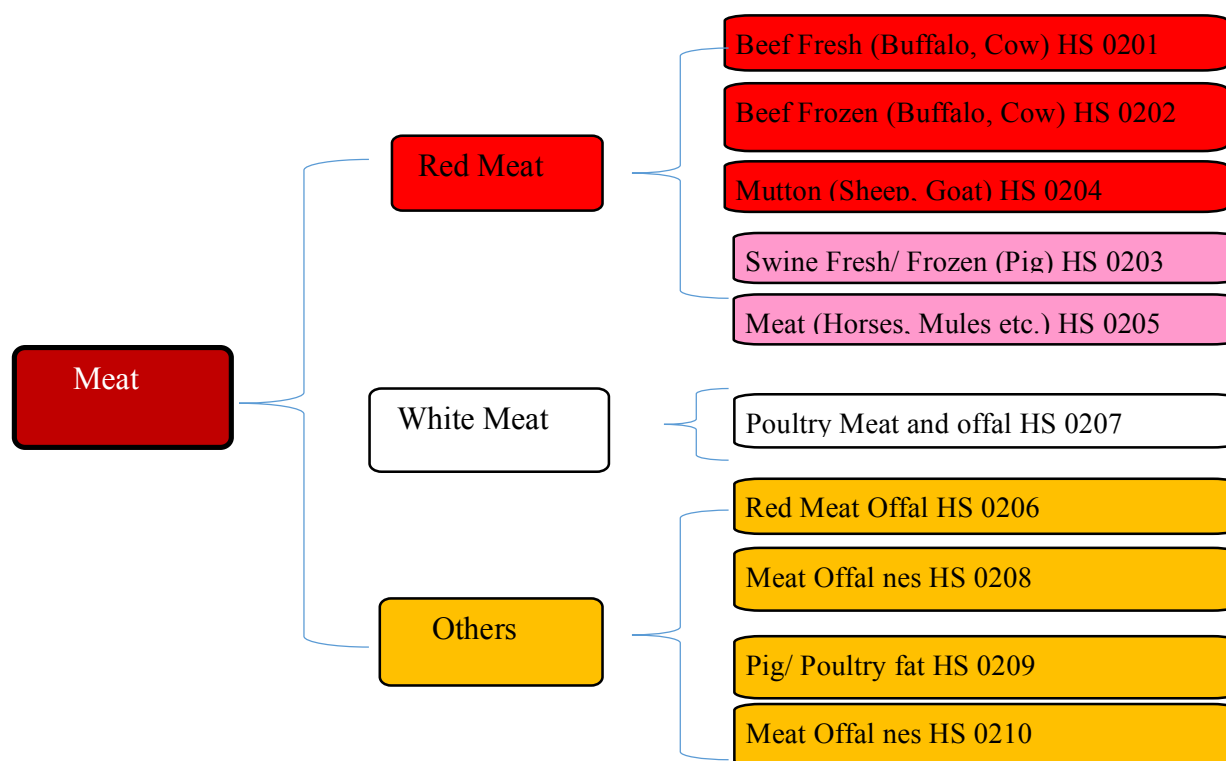 Meat
Red Meat
Beef Fresh (Buffalo, Cow) HS 0201
Beef Frozen (Buffalo, Cow) HS 0202
Mutton (Sheep, Goat) HS 0204
Swine Fresh/ Frozen (Pig) HS 0203
Meat (Horses, Mules etc.) HS 0205
White Meat
Poultry Meat and offal HS 0207
Others
Red Meat Offal HS 0206
Meat Offal nes HS 0208
Pig/ Poultry fat HS 0209
Meat Offal nes HS 0210